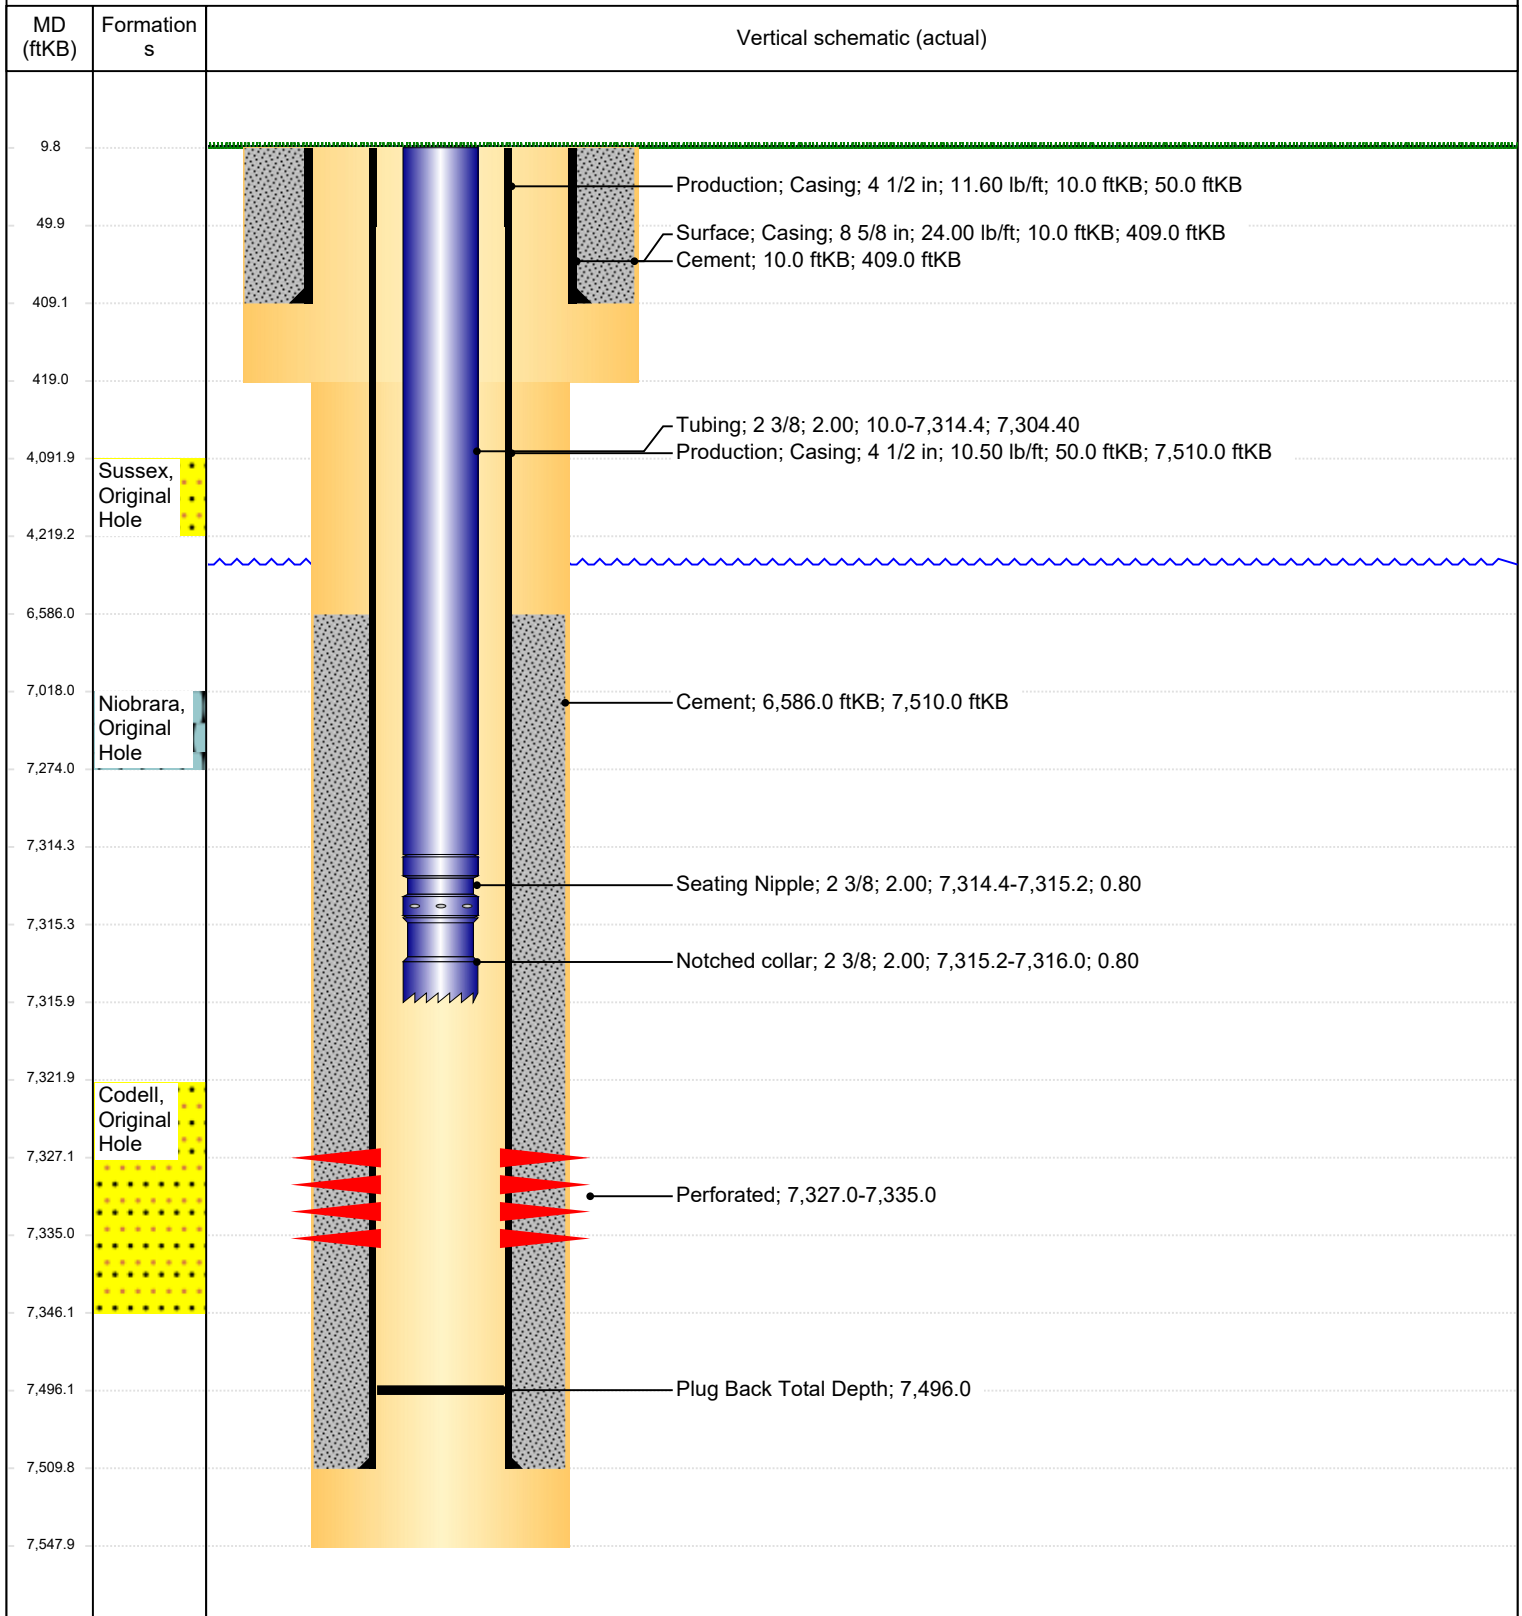 MD
(ftKB)
Formation
s
Vertical schematic (actual)
9.8
Production; Casing; 4 1/2 in; 11.60 lb/ft; 10.0 ftKB; 50.0 ftKB
49.9
Surface; Casing; 8 5/8 in; 24.00 lb/ft; 10.0 ftKB; 409.0 ftKB
Cement; 10.0 ftKB; 409.0 ftKB
409.1
419.0
Tubing; 2 3/8; 2.00; 10.0-7,314.4; 7,304.40
Production; Casing; 4 1/2 in; 10.50 lb/ft; 50.0 ftKB; 7,510.0 ftKB
4,091.9
Sussex,
Original
Hole
4,219.2
6,586.0
7,018.0
Niobrara,
Original
Hole
Cement; 6,586.0 ftKB; 7,510.0 ftKB
7,274.0
7,314.3
Seating Nipple; 2 3/8; 2.00; 7,314.4-7,315.2; 0.80
7,315.3
Notched collar; 2 3/8; 2.00; 7,315.2-7,316.0; 0.80
7,315.9
7,321.9
Codell,
Original
Hole
7,327.1
Perforated; 7,327.0-7,335.0
7,335.0
7,346.1
7,496.1
Plug Back Total Depth; 7,496.0
7,509.8
7,547.9